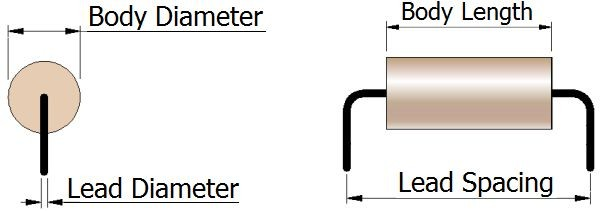 Body Diameter
Body Length
Lead Diameter
Lead Spacing